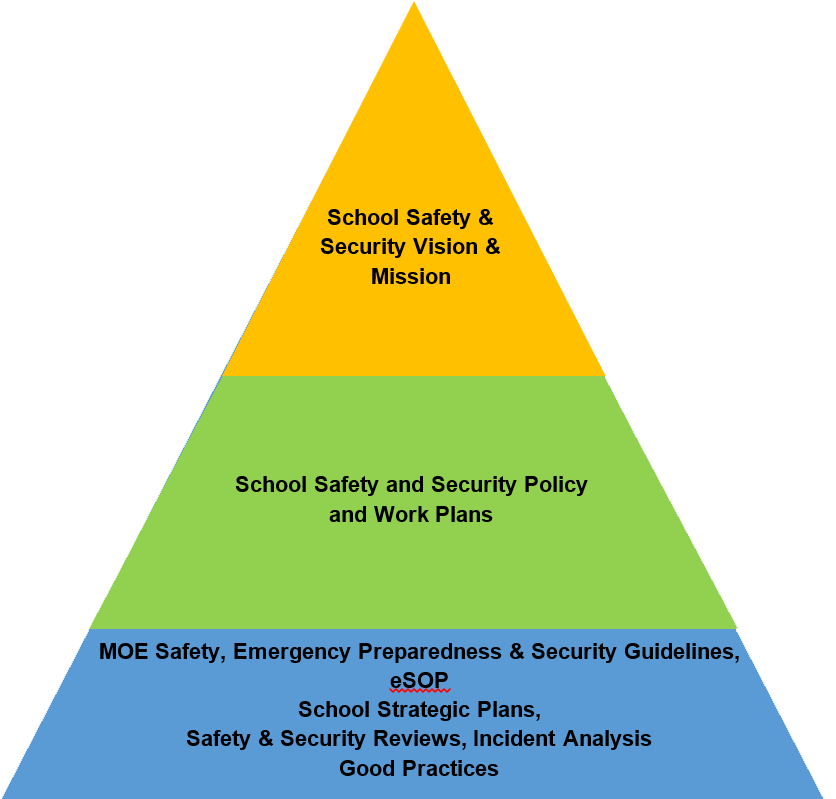 School Safety &
Security Vision &
Mission
School Safety and Security Policy
and Work Plans
MOE Safety, Emergency Preparedness & Security Guidelines,
eSOP
School Strategic Plans,
Safety & Security Reviews, Incident Analysis
Good Practices